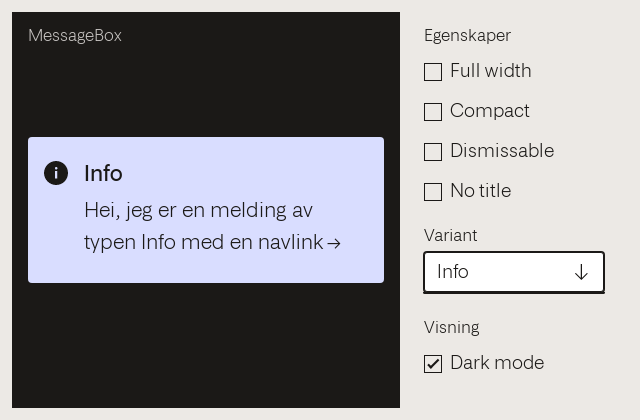 MessageBox
Info
Hei, jeg er en melding av
typen Info med en navlink →
Egenskaper
Full width
Compact
Dismissable
No title
Variant
Info
Visning
Dark mode